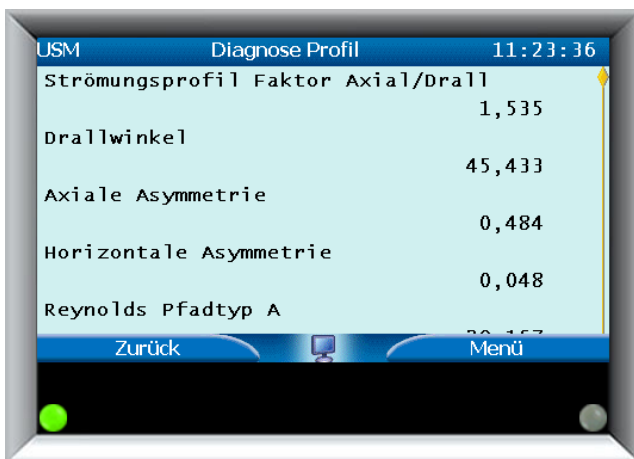 USM Diagnose Profil 11:23:36
Strömungsprofil Faktor Axial/Drall
1,535
Drallwinkel
45,433
Axiale Asymmetrie
0,484
Horizontale Asymmetrie
0,048
Reynolds Pfadtyp A
Zurück Menü